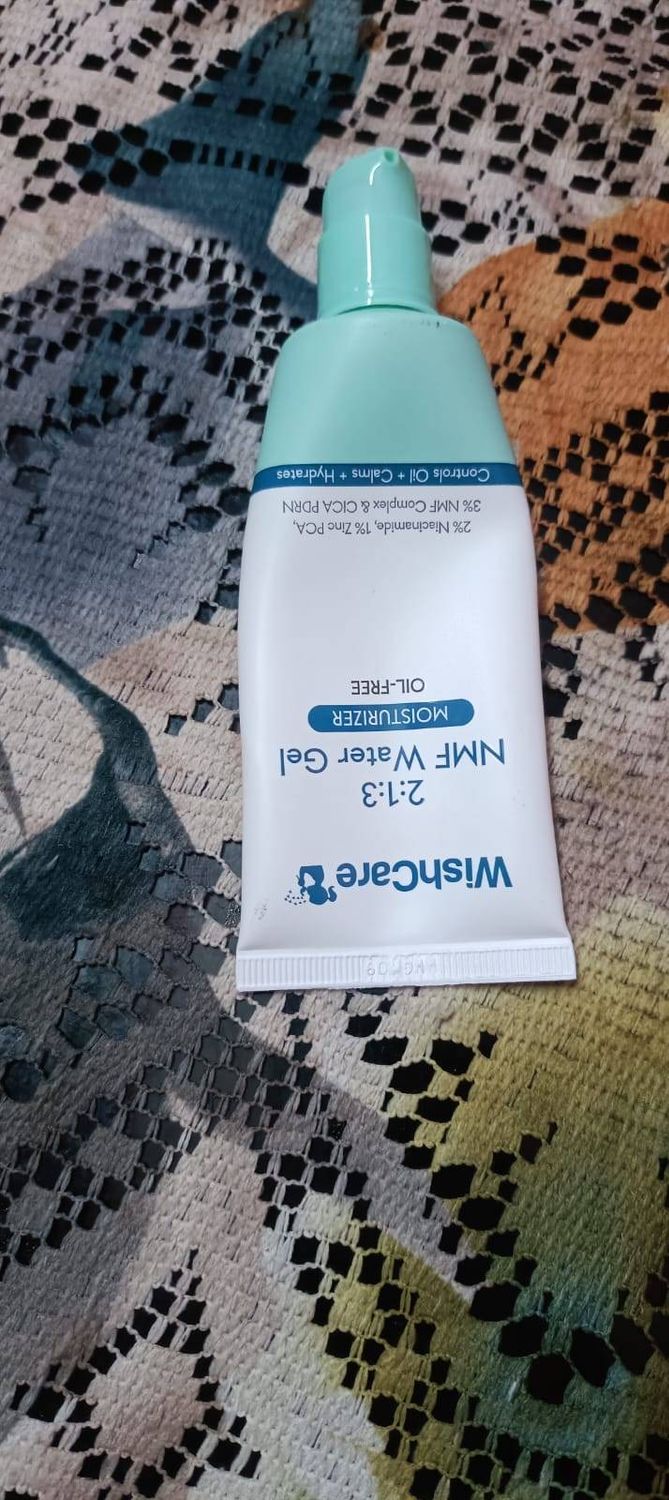 WishCare
2:1:3
NMF Water Gel
MOISTURIZER
OIL-FREE
2% Niacinamide, 1% Zinc PCA,
3% NMF Complex & CICA PDRN
Controls Oil + Calms + Hydrates